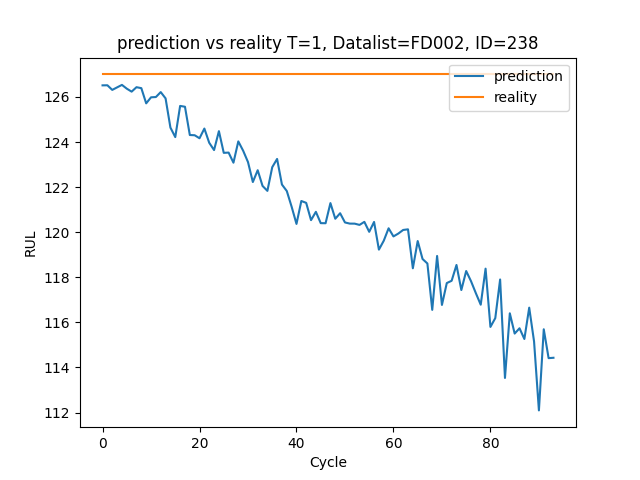 prediction vs reality T=1, Datalist=FD002, ID=238
prediction
reality
126
124
122
120
118
116
114
112
RUL
0 20 40 60 80
Cycle